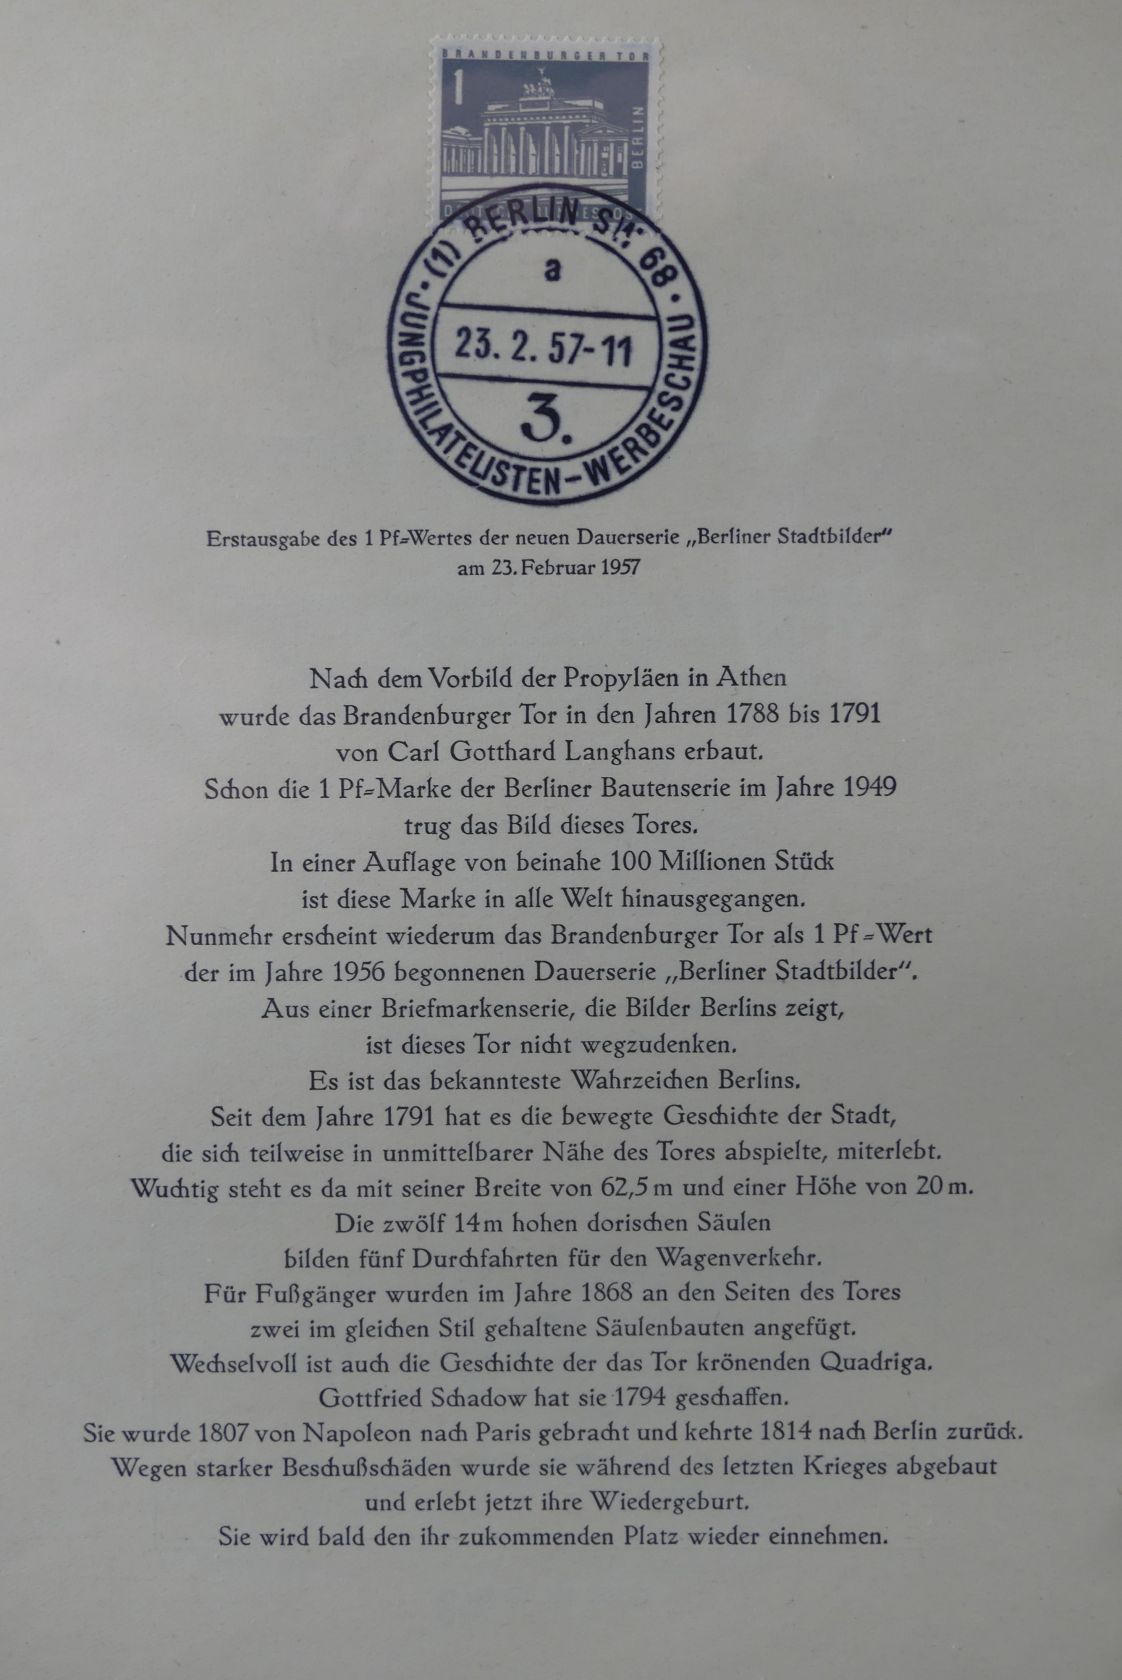 BRANDENBURGER TOR
1
BERLIN
(1) BERLIN SW 68
a
23. 2. 57-11
3.
JUNGPHILATELISTEN-WERBESCHAU
Erstausgabe des 1 Pf=Wertes der neuen Dauerserie „Berliner Stadtbilder“
am 23. Februar 1957
Nach dem Vorbild der Propyläen in Athen
wurde das Brandenburger Tor in den Jahren 1788 bis 1791
von Carl Gotthard Langhans erbaut.
Schon die 1 Pf=Marke der Berliner Bautenserie im Jahre 1949
trug das Bild dieses Tores.
In einer Auflage von beinahe 100 Millionen Stück
ist diese Marke in alle Welt hinausgegangen.
Nunmehr erscheint wiederum das Brandenburger Tor als 1 Pf=Wert
der im Jahre 1956 begonnenen Dauerserie „Berliner Stadtbilder“.
Aus einer Briefmarkenserie, die Bilder Berlins zeigt,
ist dieses Tor nicht wegzudenken.
Es ist das bekannteste Wahrzeichen Berlins.
Seit dem Jahre 1791 hat es die bewegte Geschichte der Stadt,
die sich teilweise in unmittelbarer Nähe des Tores abspielte, miterlebt.
Wuchtig steht es da mit seiner Breite von 62,5 m und einer Höhe von 20 m.
Die zwölf 14 m hohen dorischen Säulen
bilden fünf Durchfahrten für den Wagenverkehr.
Für Fußgänger wurden im Jahre 1868 an den Seiten des Tores
zwei im gleichen Stil gehaltene Säulenbauten angefügt.
Wechselvoll ist auch die Geschichte der das Tor krönenden Quadriga.
Gottfried Schadow hat sie 1794 geschaffen.
Sie wurde 1807 von Napoleon nach Paris gebracht und kehrte 1814 nach Berlin zurück.
Wegen starker Beschußschäden wurde sie während des letzten Krieges abgebaut
und erlebt jetzt ihre Wiedergeburt.
Sie wird bald den ihr zukommenden Platz wieder einnehmen.